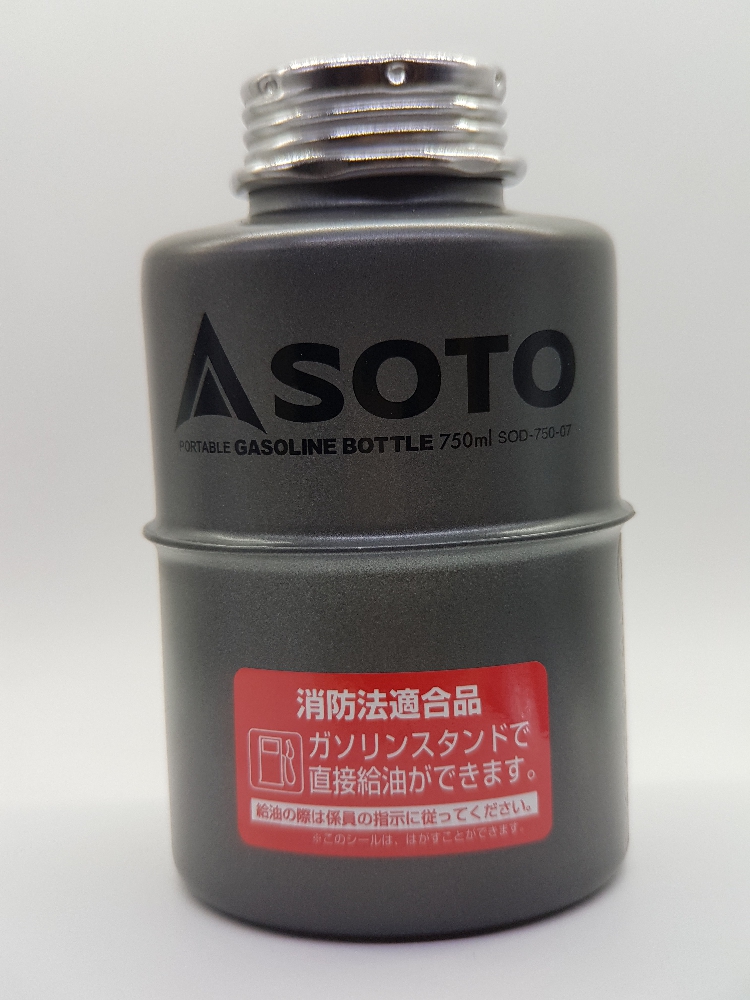 SOTO
PORTABLE GASOLINE BOTTLE 750ml SOD-750-07
消防法適合品
ガソリンスタンドで
直接給油ができます。
給油の際は係員の指示に従ってください。
※このシールは、はがすことができます。